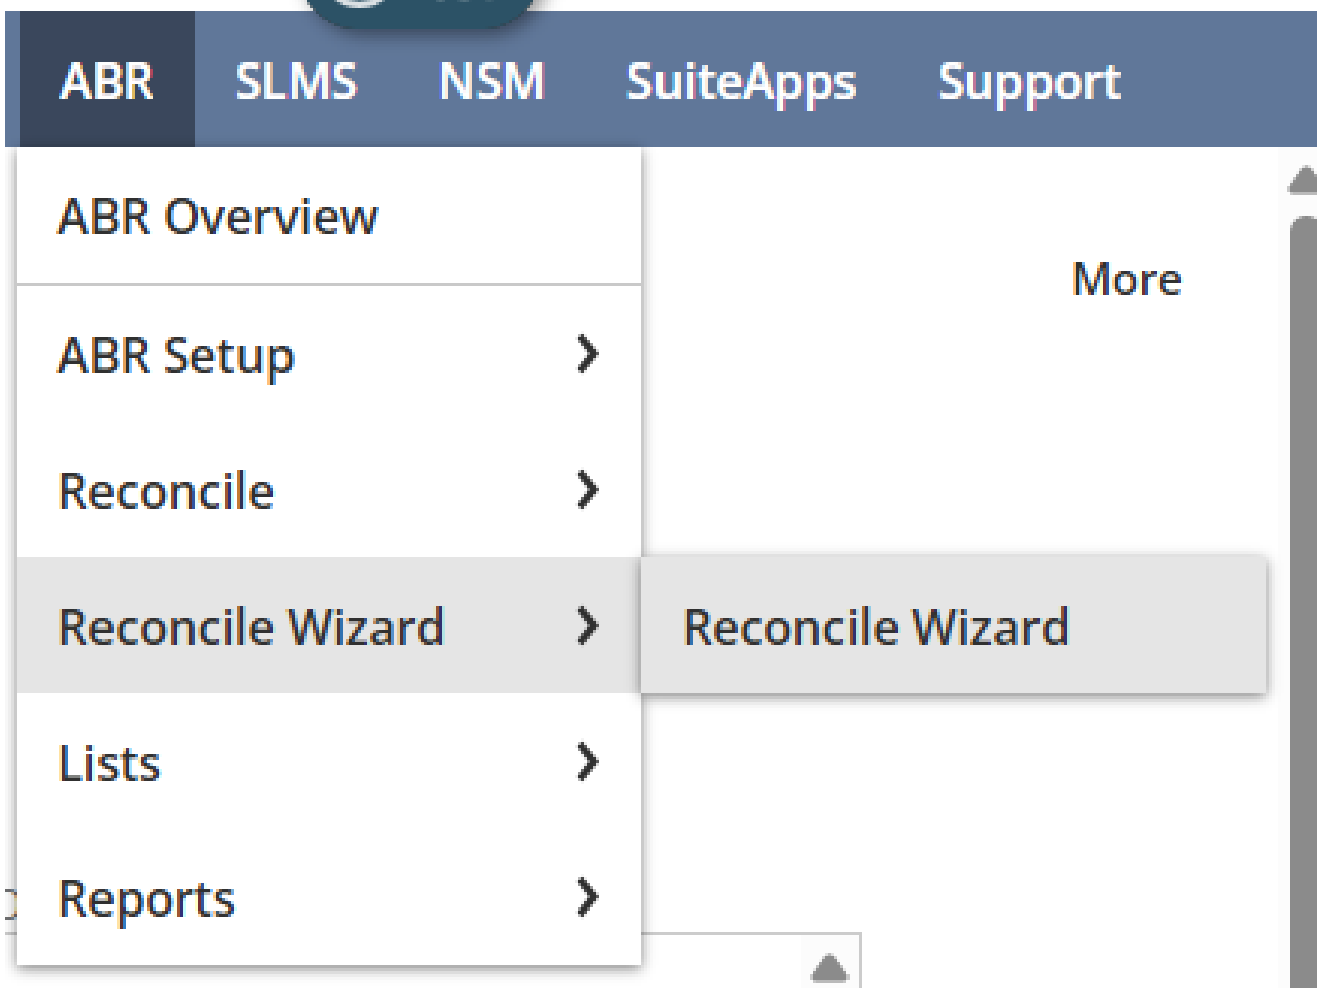 ABR SLMS NSM SuiteApps Support
ABR Overview
More
ABR Setup
Reconcile
Reconcile Wizard
Reconcile Wizard
Lists
Reports